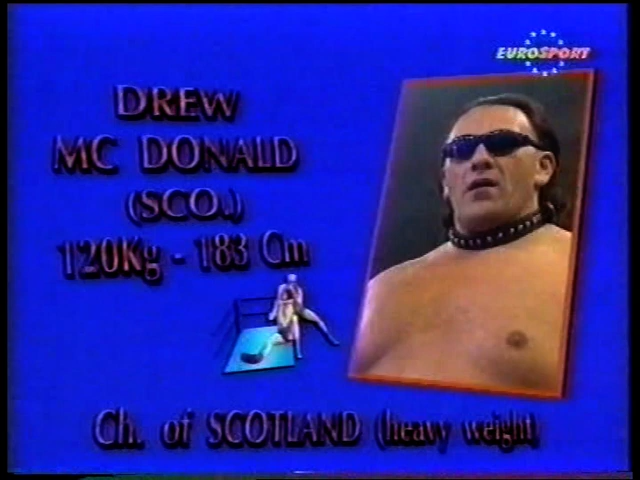 EUROSPORT
DREW
MC DONALD
(SCO.)
120Kg - 183 Cm
Ch. of SCOTLAND (heavy weight)